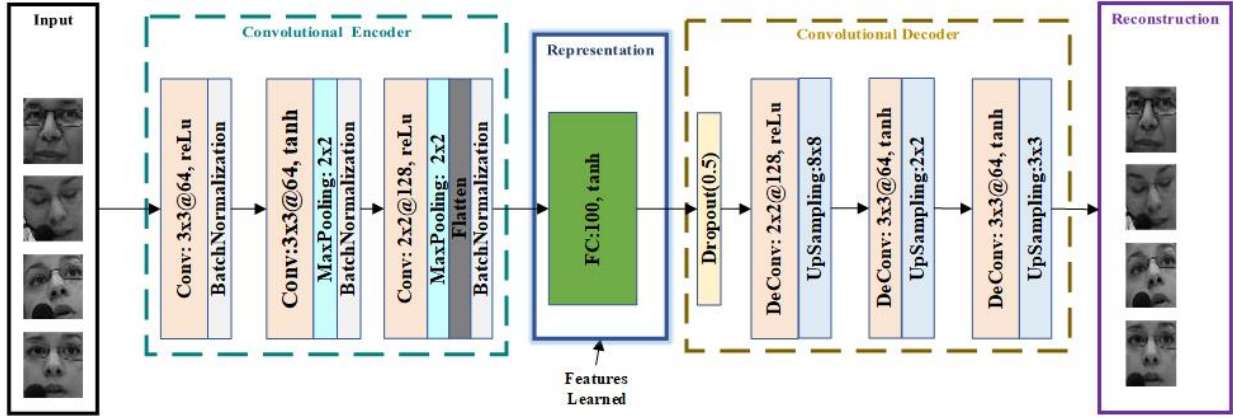 Input
Convolutional Encoder
Conv: 3x3@64, reLu
BatchNormalization
Conv:3x3@64, tanh
MaxPooling: 2x2
BatchNormalization
Conv: 2x2@128, reLu
MaxPooling: 2x2
Flatten
BatchNormalization
Representation
FC:100, tanh
Features
Learned
Convolutional Decoder
Dropout(0.5)
DeConv: 2x2@128, reLu
UpSampling:8x8
DeConv: 3x3@64, tanh
UpSampling:2x2
DeConv: 3x3@64, tanh
UpSampling:3x3
Reconstruction